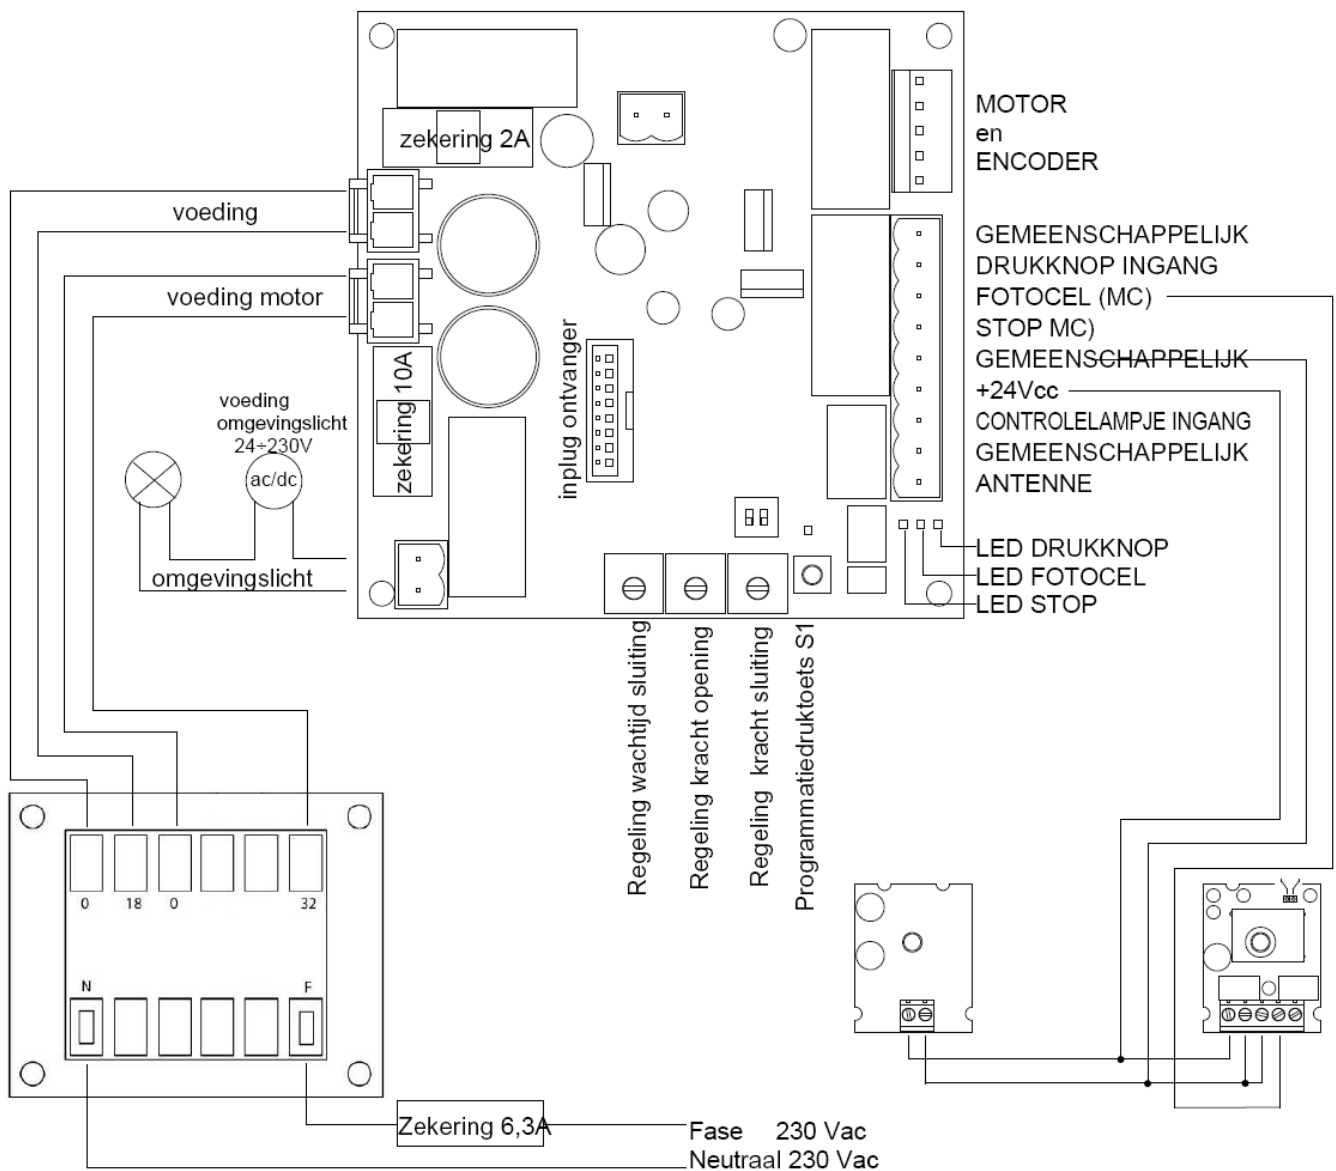 zekering 2A
MOTOR
en
ENCODER
voeding
voeding motor
GEMEENSCHAPPELIJK
DRUKKNOP INGANG
FOTOCEL (MC)
STOP MC)
GEMEENSCHAPPELIJK
+24Vcc
CONTROLELAMPJE INGANG
GEMEENSCHAPPELIJK
ANTENNE
inplug ontvanger
zekering 10A
voeding
omgevingslicht
24÷230V
ac/dc
omgevingslicht
LED DRUKKNOP
LED FOTOCEL
LED STOP
Regeling wachtijd sluiting
Regeling kracht opening
Regeling kracht sluiting
Programmatiedruktoets S1
0 18 0 32
N F
Zekering 6,3A
Fase 230 Vac
Neutraal 230 Vac